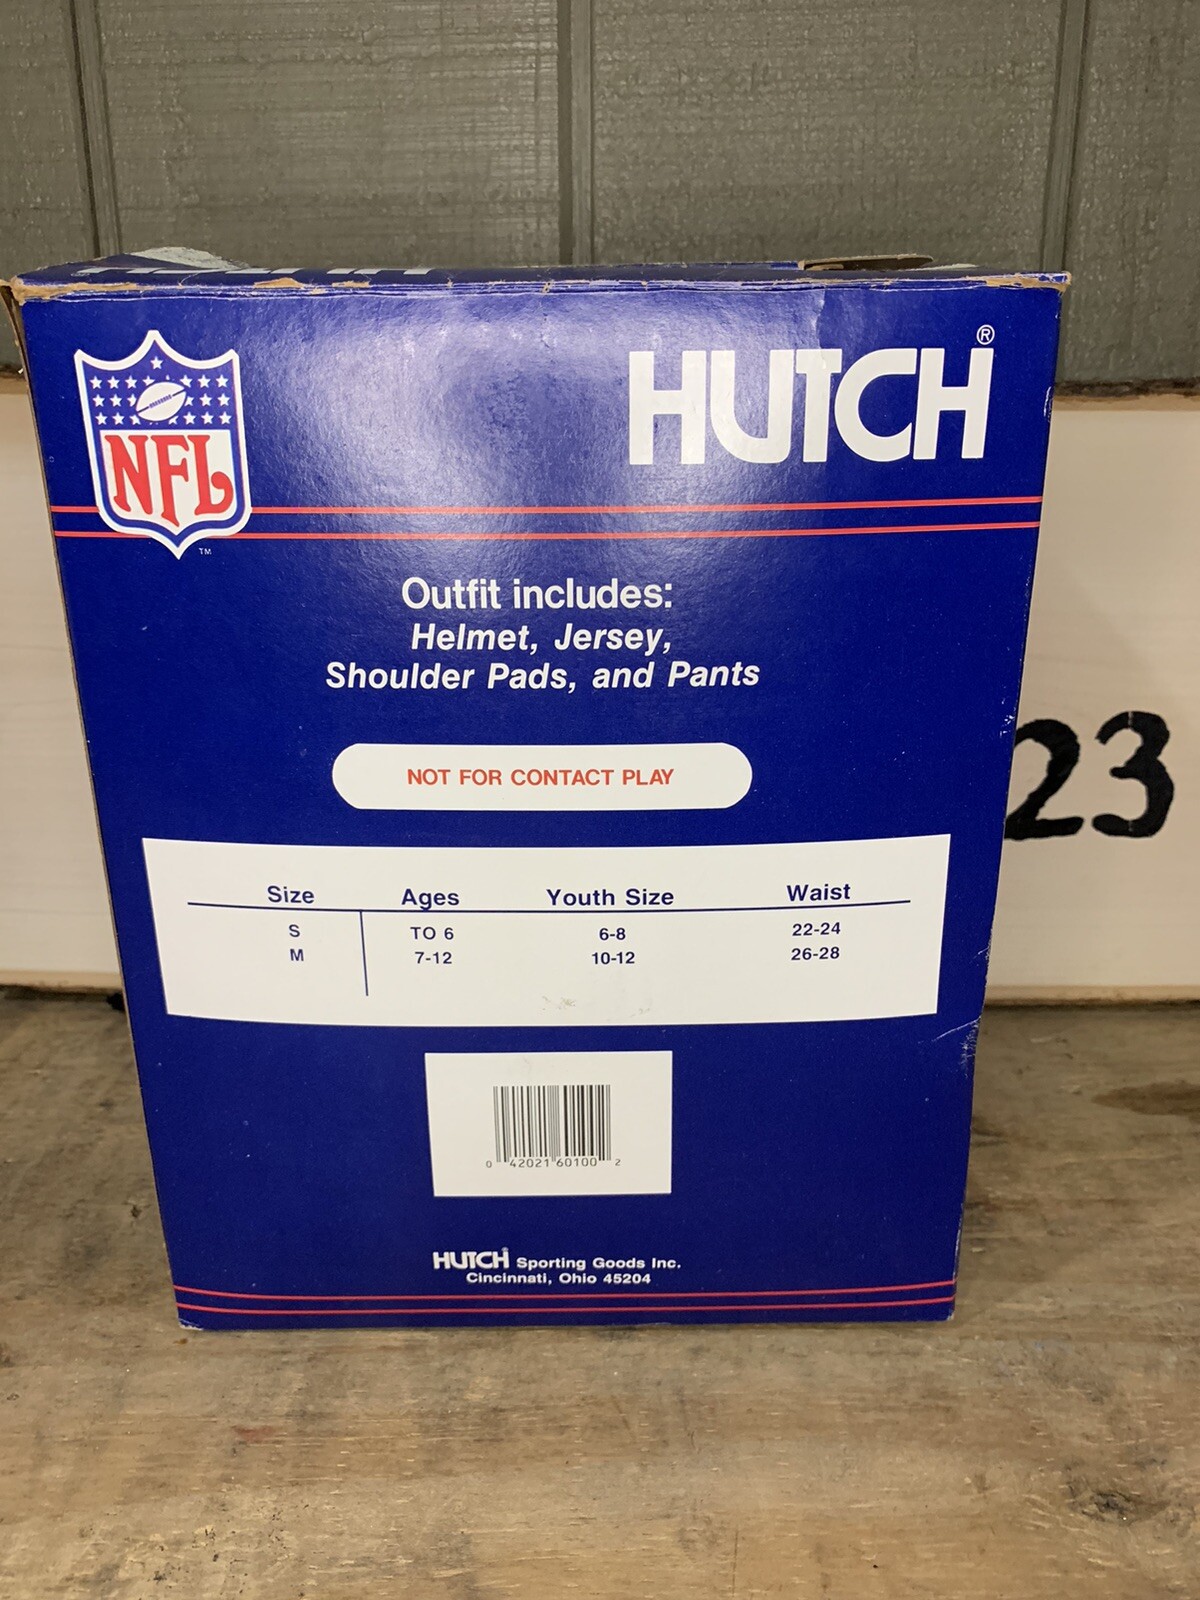 NFL
TM
HUTCH®
Outfit includes:
Helmet, Jersey,
Shoulder Pads, and Pants
NOT FOR CONTACT PLAY
Size Ages Youth Size Waist
S TO 6 6-8 22-24
M 7-12 10-12 26-28
0 42021 60100 2
HUTCH Sporting Goods Inc.
Cincinnati, Ohio 45204
23